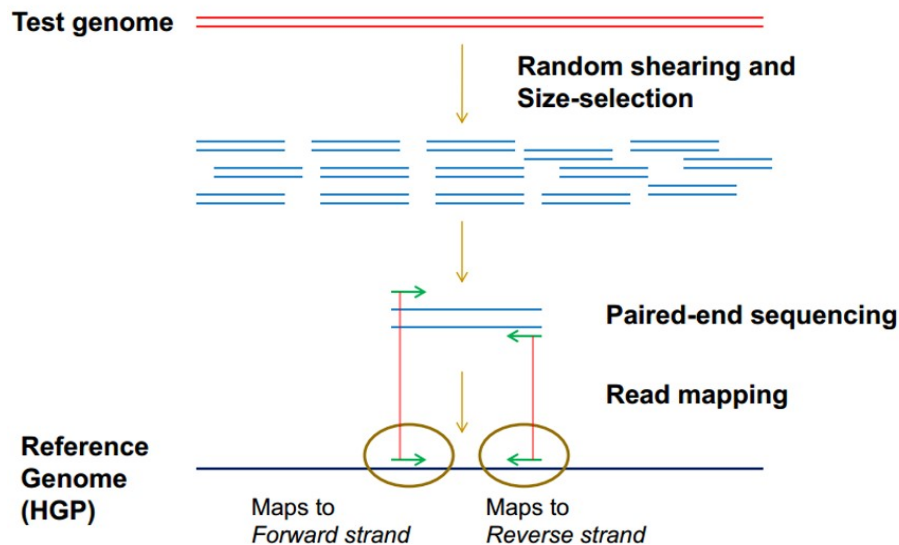 Test genome
Random shearing and
Size-selection
Paired-end sequencing
Read mapping
Reference
Genome
(HGP)
Maps to
Forward strand
Maps to
Reverse strand